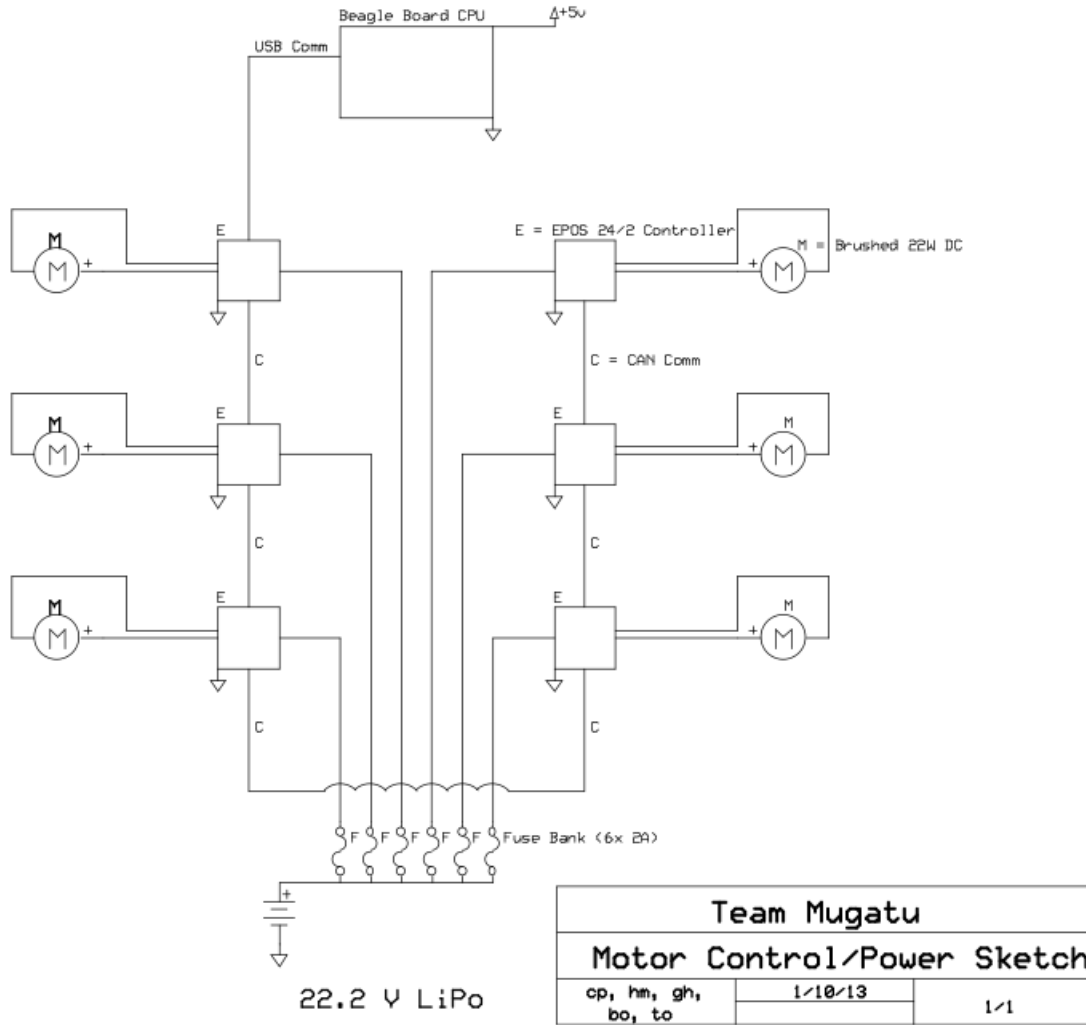 Beagle Board CPU
+5v
USB Comm
E
E = EPOS 24/2 Controller
M
M
+
+
M
M = Brushed 22W DC
C
C = CAN Comm
E
E
M
M
+
+
M
M
C
C
E
E
M
M
+
+
M
M
C
C
F F F F F Fuse Bank (6x 2A)
+
22.2 V LiPo
Team Mugatu
Motor Control/Power Sketch
cp, hm, gh,
bo, to
1/10/13
1/1